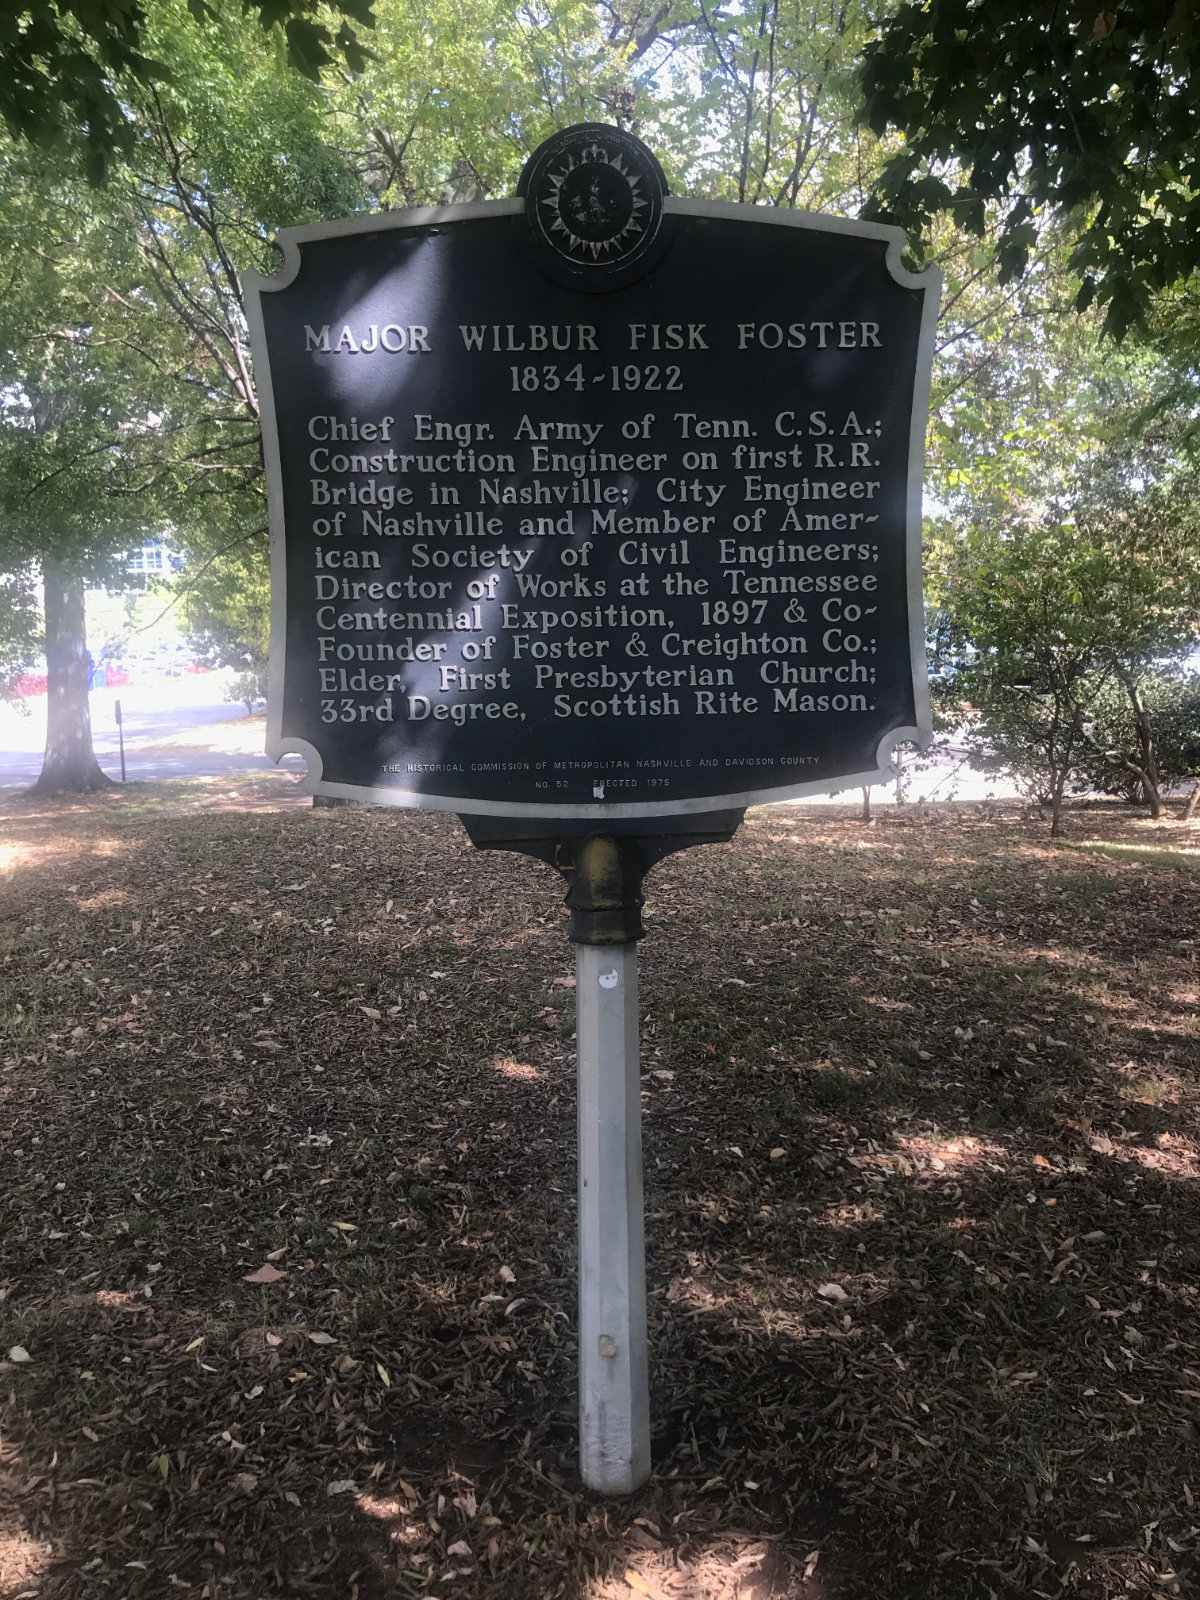 MAJOR WILBUR FISK FOSTER
1834-1922
Chief Engr. Army of Tenn. C.S.A.;
Construction Engineer on first R.R.
Bridge in Nashville; City Engineer
of Nashville and Member of Amer-
ican Society of Civil Engineers;
Director of Works at the Tennessee
Centennial Exposition, 1897 & Co-
Founder of Foster & Creighton Co.;
Elder, First Presbyterian Church;
33rd Degree, Scottish Rite Mason.
THE HISTORICAL COMMISSION OF METROPOLITAN NASHVILLE AND DAVIDSON COUNTY
NO. 52 ERECTED 1975